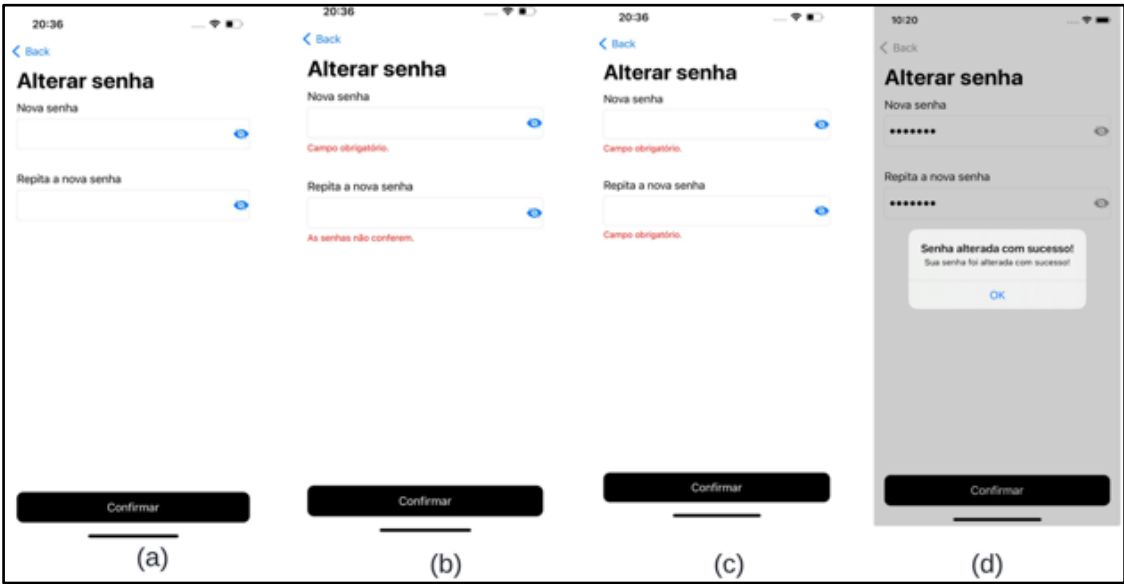 20:36
Back
Alterar senha
Nova senha
Repita a nova senha
Confirmar
(a)
20:36
Back
Alterar senha
Nova senha
Campo obrigatório.
Repita a nova senha
As senhas não conferem.
Confirmar
(b)
20:36
Back
Alterar senha
Nova senha
Campo obrigatório.
Repita a nova senha
Campo obrigatório.
Confirmar
(c)
10:20
Back
Alterar senha
Nova senha
•••••••
Repita a nova senha
•••••••
Senha alterada com sucesso!
Sua senha foi alterada com sucesso!
OK
Confirmar
(d)